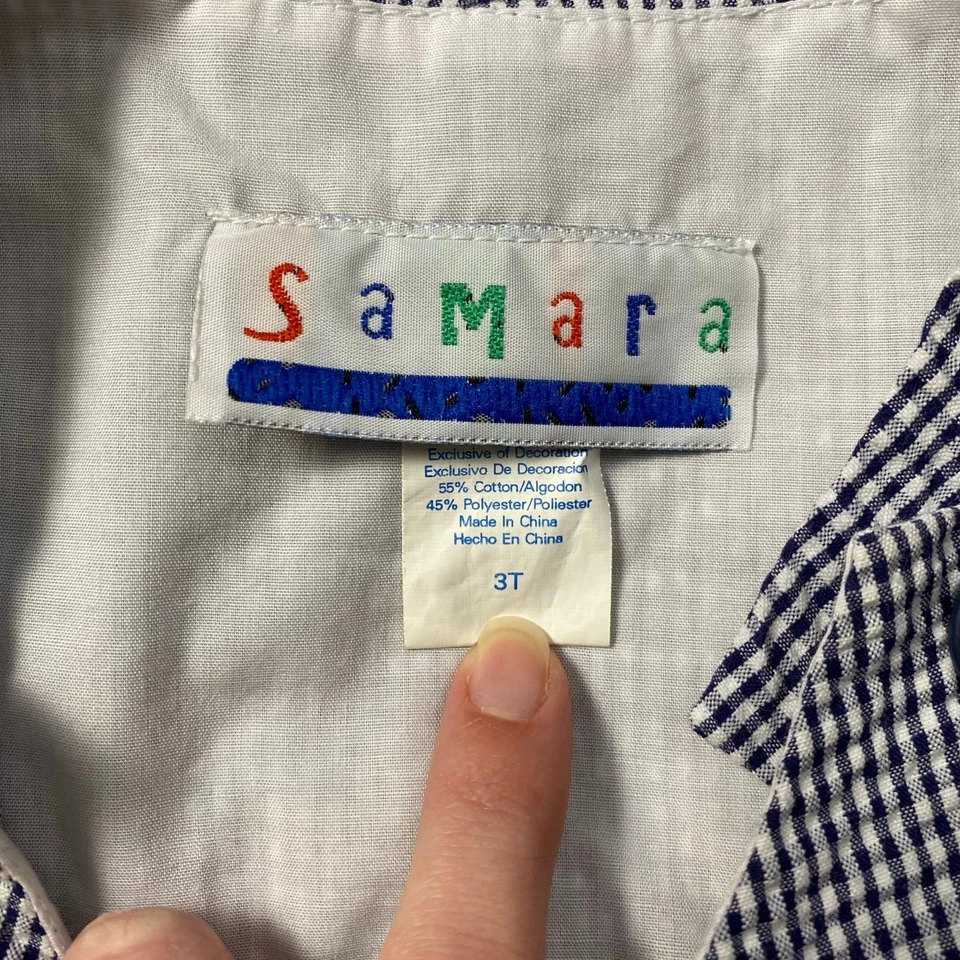 SaMara
Exclusive of Decoration
Exclusivo De Decoracion
55% Cotton/Algodon
45% Polyester/Poliester
Made In China
Hecho En China
3T